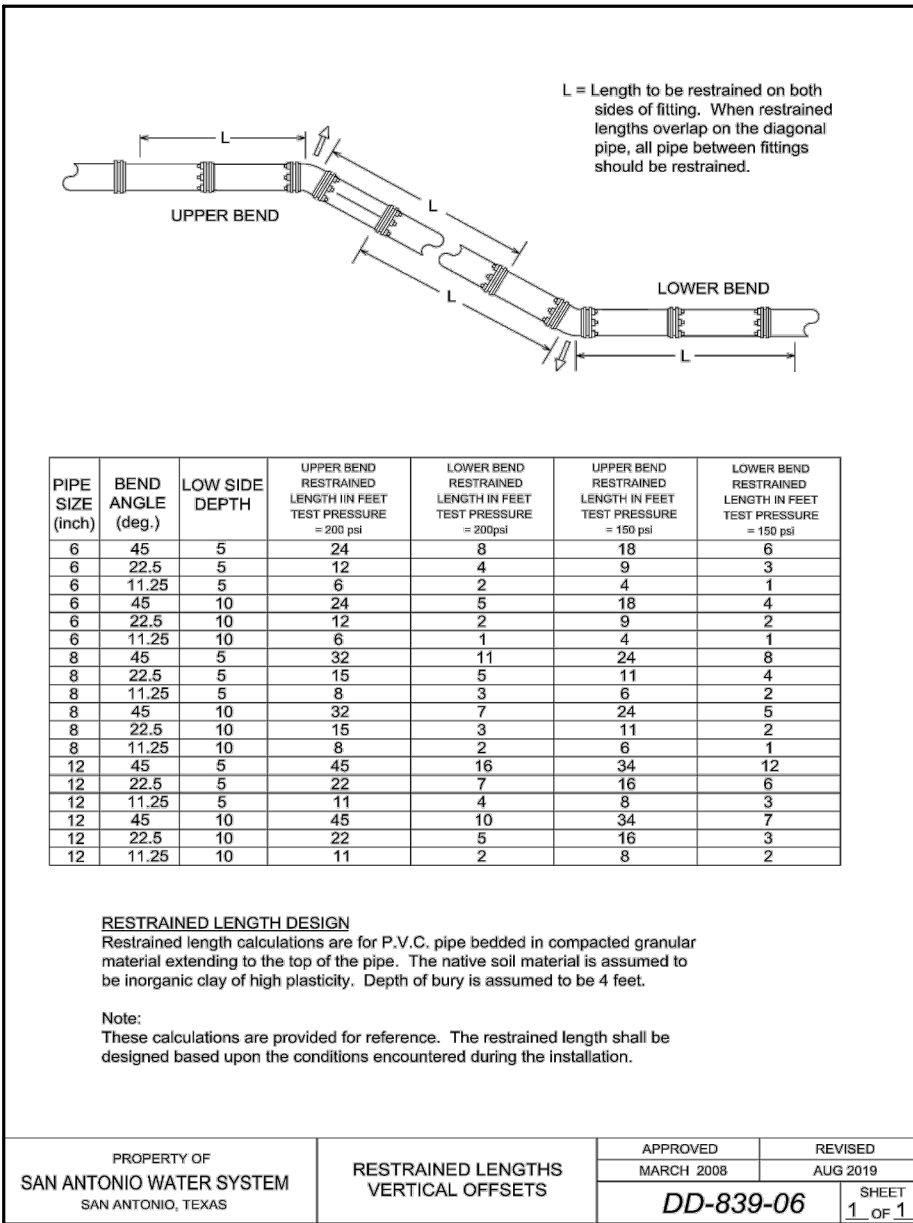 L = Length to be restrained on both
sides of fitting. When restrained
lengths overlap on the diagonal
pipe, all pipe between fittings
should be restrained.
L
UPPER BEND
L
L
LOWER BEND
L
PIPE SIZE (inch) BEND ANGLE (deg.) LOW SIDE DEPTH UPPER BEND RESTRAINED LENGTH IIN FEET TEST PRESSURE = 200 psi LOWER BEND RESTRAINED LENGTH IN FEET TEST PRESSURE = 200psi UPPER BEND RESTRAINED LENGTH IN FEET TEST PRESSURE = 150 psi LOWER BEND RESTRAINED LENGTH IN FEET TEST PRESSURE = 150 psi
6 45 5 24 8 18 6
6 22.5 5 12 4 9 3
6 11.25 5 6 2 4 1
6 45 10 24 5 18 4
6 22.5 10 12 2 9 2
6 11.25 10 6 1 4 1
8 45 5 32 11 24 8
8 22.5 5 15 5 11 4
8 11.25 5 8 3 6 2
8 45 10 32 7 24 5
8 22.5 10 15 3 11 2
8 11.25 10 8 2 6 1
12 45 5 45 16 34 12
12 22.5 5 22 7 16 6
12 11.25 5 11 4 8 3
12 45 10 45 10 34 7
12 22.5 10 22 5 16 3
12 11.25 10 11 2 8 2
RESTRAINED LENGTH DESIGN
Restrained length calculations are for P.V.C. pipe bedded in compacted granular
material extending to the top of the pipe. The native soil material is assumed to
be inorganic clay of high plasticity. Depth of bury is assumed to be 4 feet.
Note:
These calculations are provided for reference. The restrained length shall be
designed based upon the conditions encountered during the installation.
PROPERTY OF
SAN ANTONIO WATER SYSTEM
SAN ANTONIO, TEXAS
RESTRAINED LENGTHS
VERTICAL OFFSETS
APPROVED REVISED
MARCH 2008 AUG 2019
DD-839-06
SHEET
1 OF 1